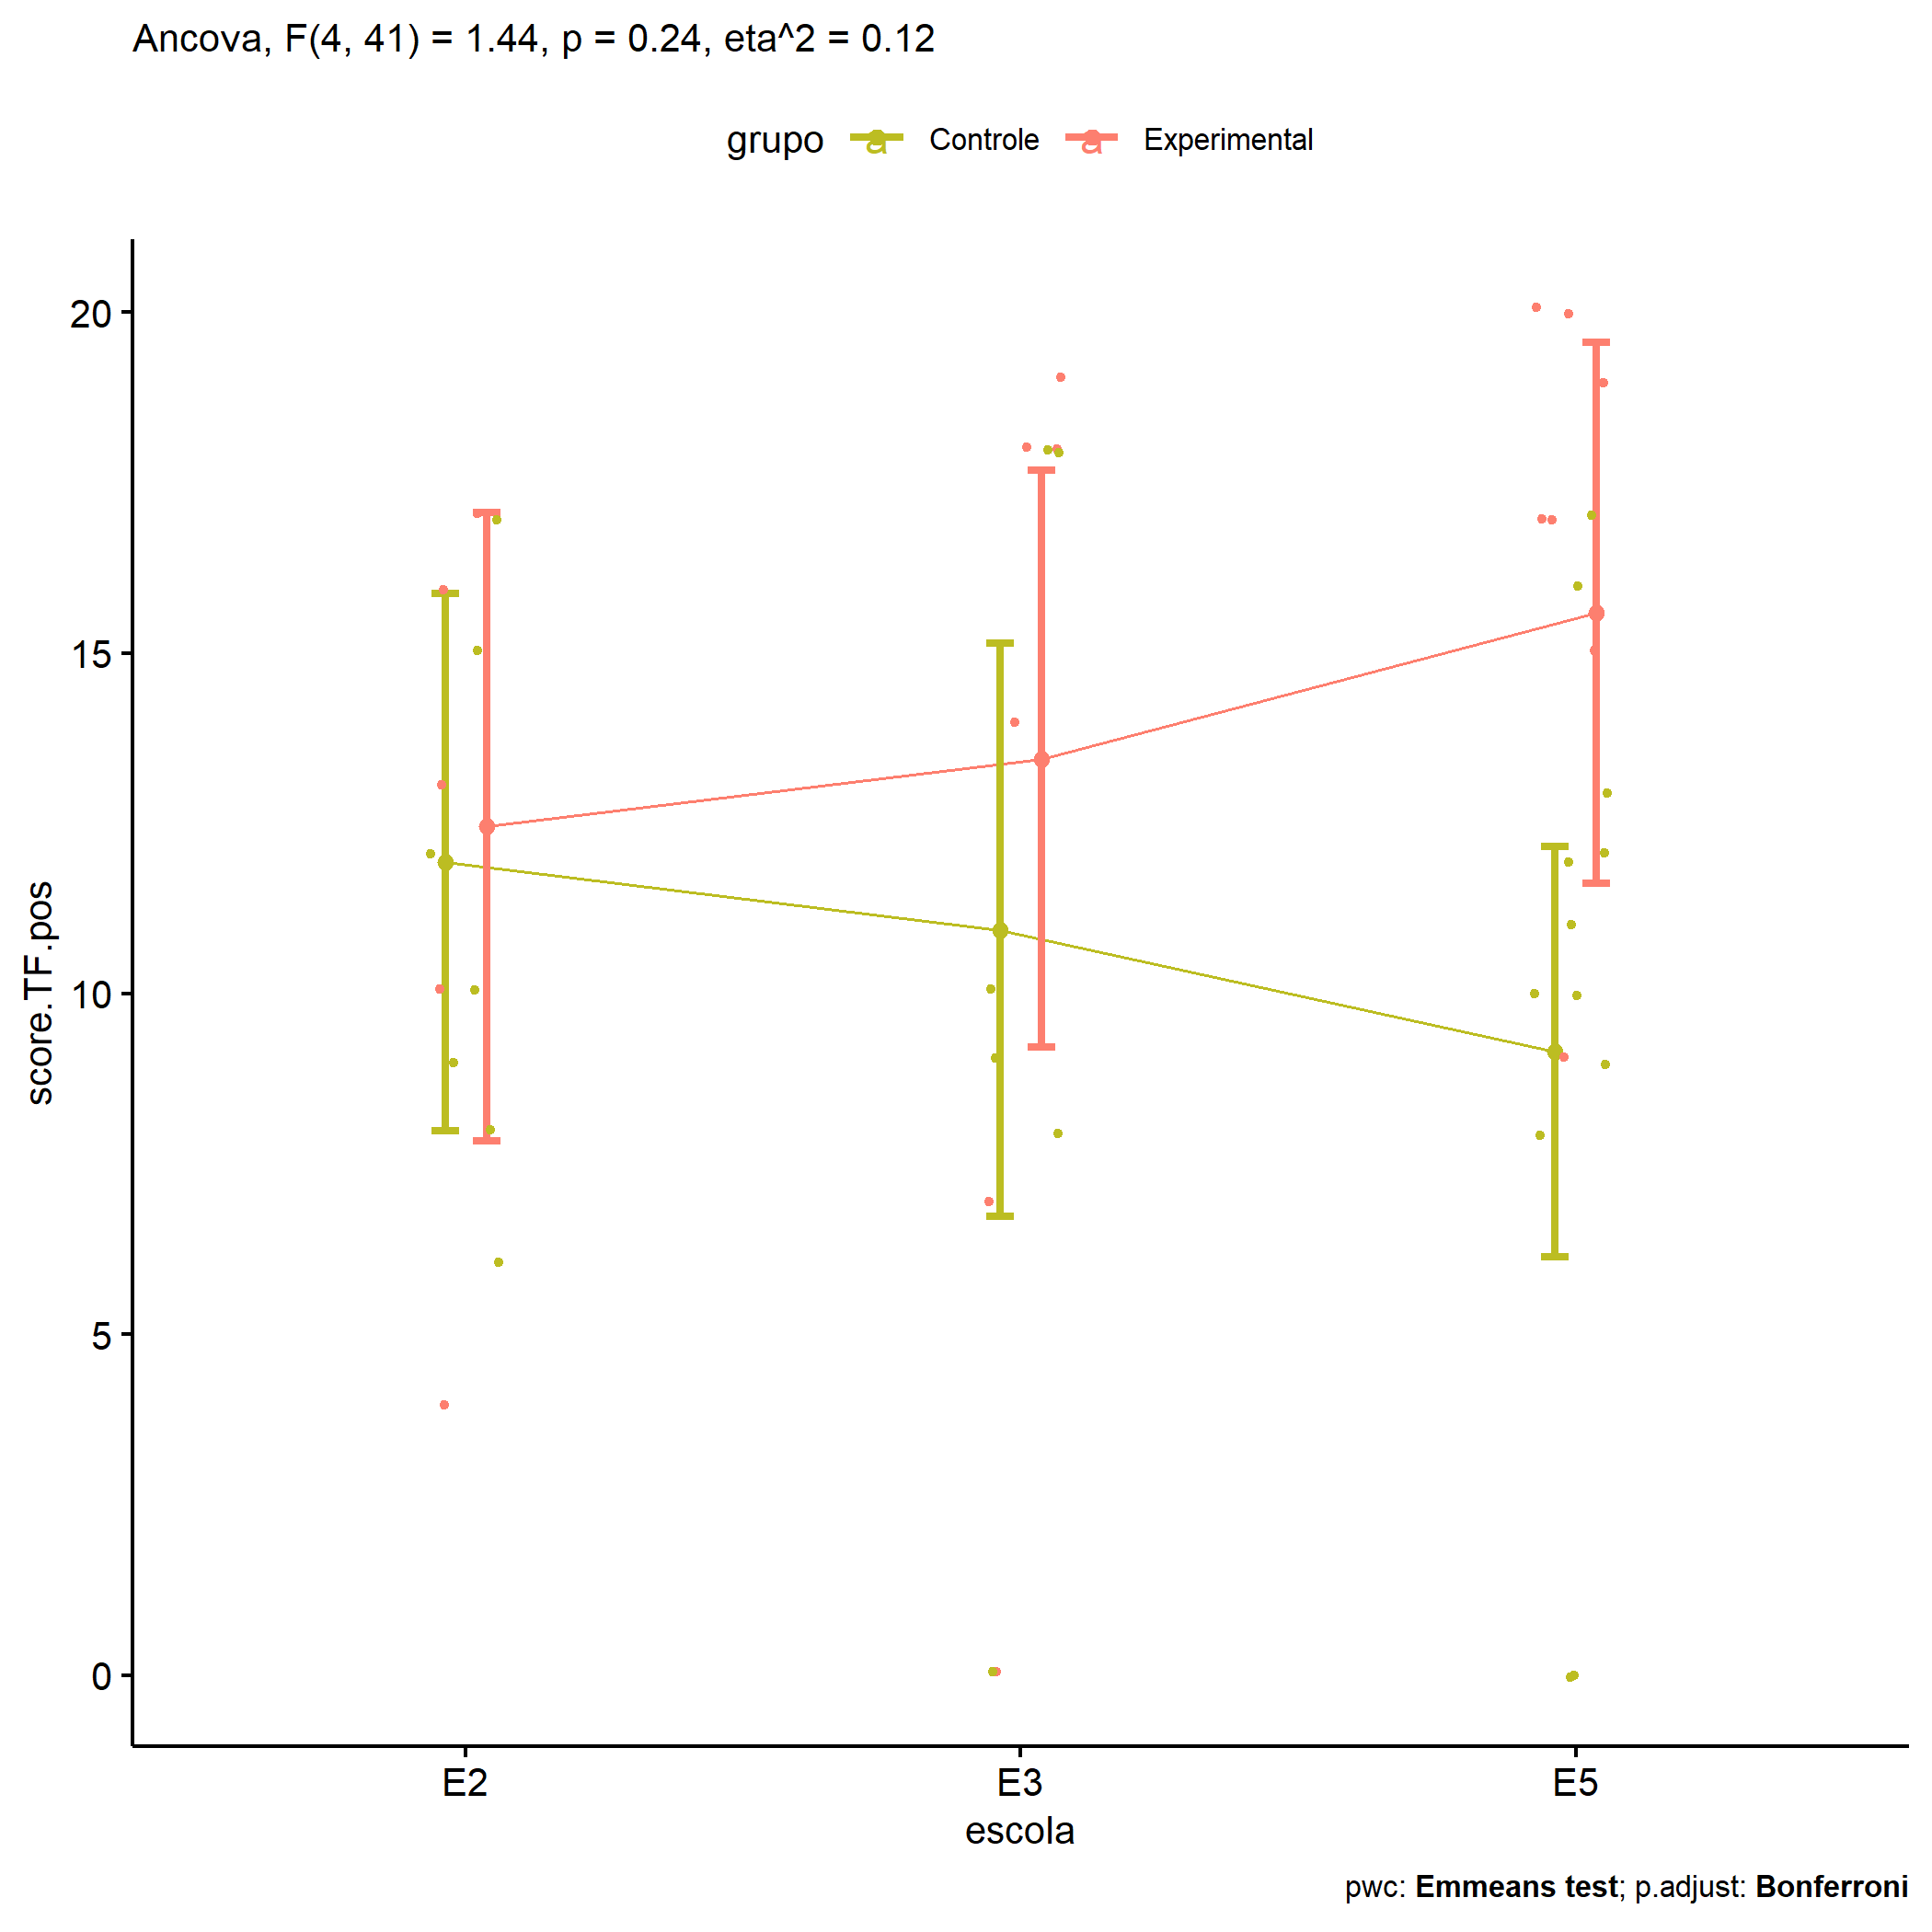 Ancova, F(4, 41) = 1.44, p = 0.24, eta^2 = 0.12
grupo a Controle a Experimental
20
15
10
5
0
score.TF.pos
E2 E3 E5
escola
pwc: Emmeans test; p.adjust: Bonferroni